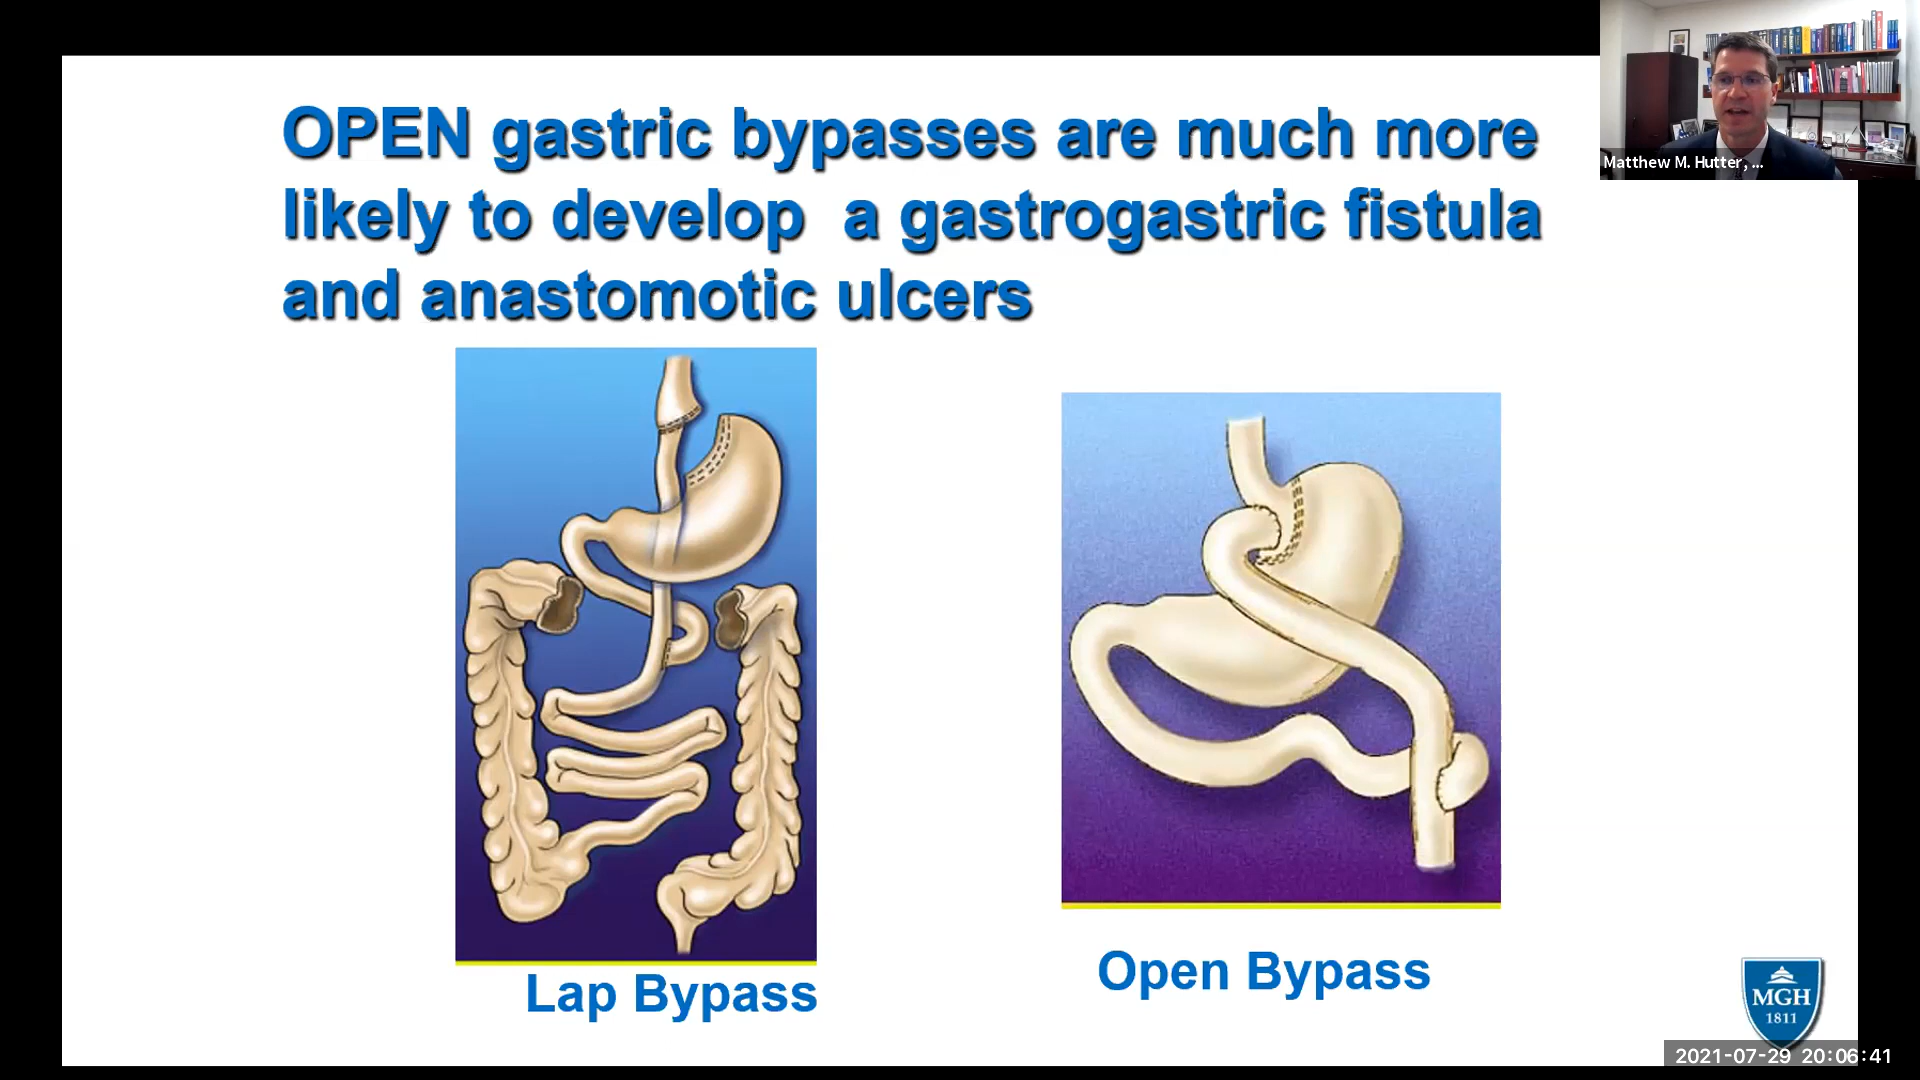 OPEN gastric bypasses are much more
likely to develop a gastrogastric fistula
and anastomotic ulcers
Matthew M. Hutter, ...
Lap Bypass
Open Bypass
MGH
1811
2021-07-29 20:06:41